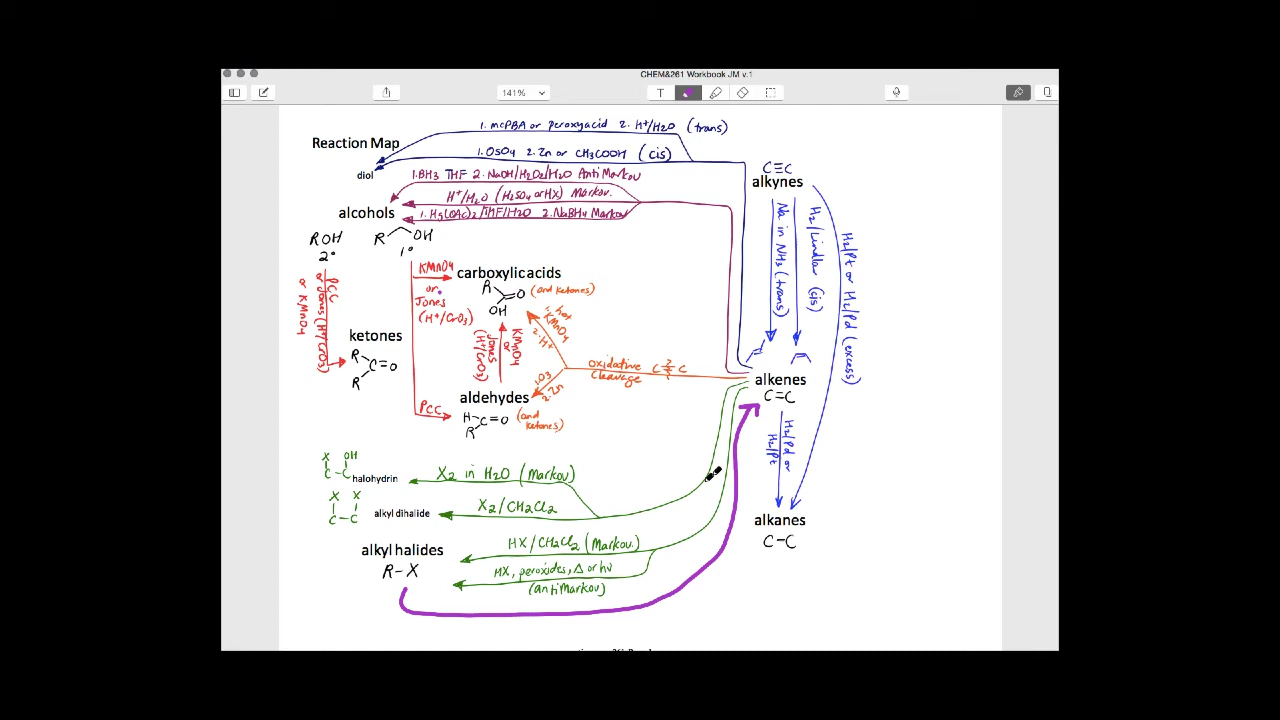 CHEM&261 Workbook JM v.1
141%
T
Reaction Map
1. mcPBA or peroxyacid 2. H+/H2O (trans)
1. OsO4 2. Zn or CH3COOH (cis)
diol
1. BH3 THF 2. NaOH/H2O2/H2O AntiMarkov
H+/H2O (H2SO4 or HX) Markov.
1. Hg(OAc)2/THF/H2O 2. NaBH4 Markov
alcohols
ROH
2°
R OH
1°
C≡C
alkynes
Na in NH3 (trans)
H2/Lindlar (cis)
H2/Pt or H2/Pd (excess)
PCC
or Jones (H+/CrO3)
or KMnO4
KMnO4
or
Jones
(H+/CrO3)
carboxylic acids
R O
OH
(and ketones)
hot
1. KMnO4
2. H+
KMnO4
or
Jones
(H+/CrO3)
ketones
R
C=O
R
oxidative
cleavage
C C
1. O3
2. Zn
alkenes
C=C
aldehydes
H-C=O
R
(and
ketones)
PCC
H2/Pd or
H2/Pt
X OH
C-C
halohydrin
X2 in H2O (Markov)
X X
C-C
alkyl dihalide
X2/CH2Cl2
alkanes
C-C
alkyl halides
R-X
HX/CH2Cl2 (Markov.)
HX, peroxides, Δ or hν
(antiMarkov)